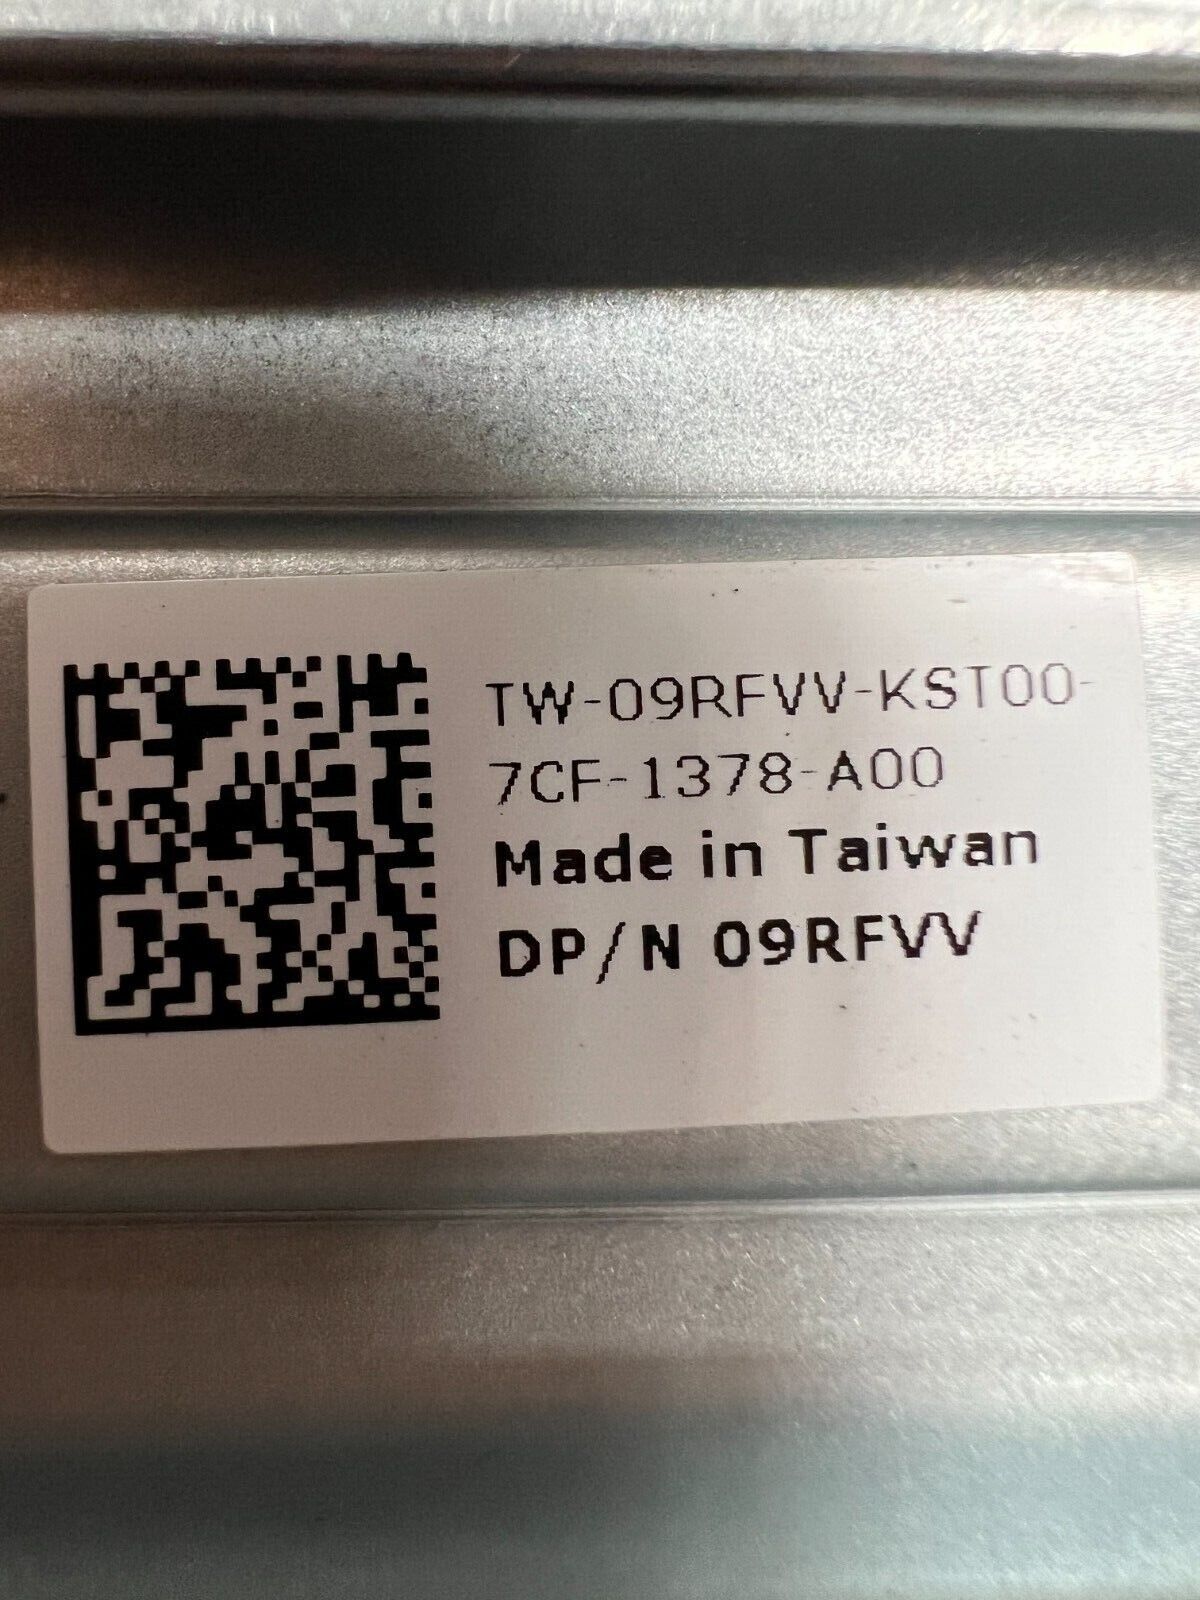 TW-09RFVV-KST00-
7CF-1378-A00
Made in Taiwan
DP/N 09RFVV